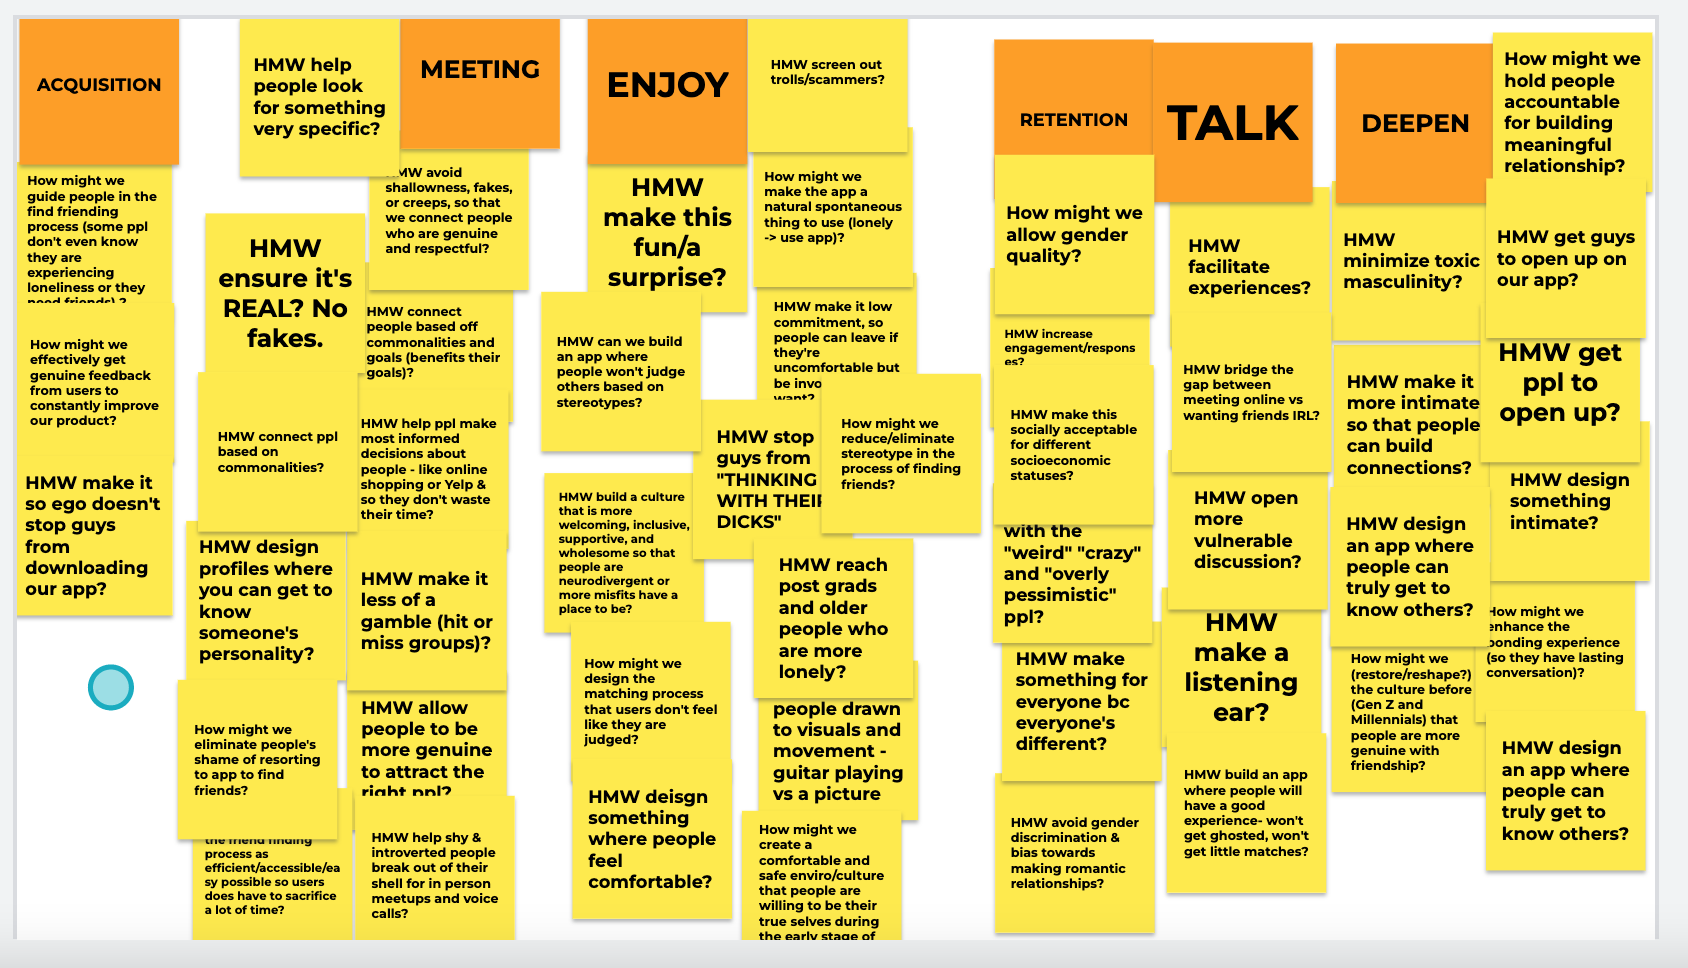 ACQUISITION
How might we
guide people in the
find friending
process (some ppl
don't even know
they are
experiencing
loneliness or they
need friends) ?
How might we
effectively get
genuine feedback
from users to
constantly improve
our product?
HMW make it
so ego doesn't
stop guys
from
downloading
our app?
HMW help
people look
for something
very specific?
HMW
ensure it's
REAL? No
fakes.
HMW connect ppl
based on
commonalities?
HMW design
profiles where
you can get to
know
someone's
personality?
How might we
eliminate people's
shame of resorting
to app to find
friends?
the friend finding
process as
efficient/accessible/ea
sy possible so users
does have to sacrifice
a lot of time?
MEETING
HMW avoid
shallowness, fakes,
or creeps, so that
we connect people
who are genuine
and respectful?
HMW connect
people based off
commonalities and
goals (benefits their
goals)?
HMW help ppl make
most informed
decisions about
people - like online
shopping or Yelp &
so they don't waste
their time?
HMW make it
less of a
gamble (hit or
miss groups)?
HMW allow
people to be
more genuine
to attract the
right ppl?
HMW help shy &
introverted people
break out of their
shell for in person
meetups and voice
calls?
ENJOY
HMW
make this
fun/a
surprise?
HMW can we build
an app where
people won't judge
others based on
stereotypes?
HMW build a culture
that is more
welcoming, inclusive,
supportive, and
wholesome so that
people are
neurodivergent or
more misfits have a
place to be?
How might we
design the
matching process
that users don't feel
like they are
judged?
HMW deisgn
something
where people
feel
comfortable?
HMW screen out
trolls/scammers?
How might we
make the app a
natural spontaneous
thing to use (lonely
-> use app)?
HMW make it low
commitment, so
people can leave if
they're
uncomfortable but
be invo
want?
HMW stop
guys from
"THINKING
WITH THEIR
DICKS"
How might we
reduce/eliminate
stereotype in the
process of finding
friends?
HMW reach
post grads
and older
people who
are more
lonely?
people drawn
to visuals and
movement -
guitar playing
vs a picture
How might we
create a
comfortable and
safe enviro/culture
that people are
willing to be their
true selves during
the early stage of
RETENTION
How might we
allow gender
quality?
HMW increase
engagement/respons
es?
HMW make this
socially acceptable
for different
socioeconomic
statuses?
with the
"weird" "crazy"
and "overly
pessimistic"
ppl?
HMW make
something for
everyone bc
everyone's
different?
HMW avoid gender
discrimination &
bias towards
making romantic
relationships?
TALK
HMW
facilitate
experiences?
HMW bridge the
gap between
meeting online vs
wanting friends IRL?
HMW open
more
vulnerable
discussion?
HMW
make a
listening
ear?
HMW build an app
where people will
have a good
experience- won't
get ghosted, won't
get little matches?
DEEPEN
HMW
minimize toxic
masculinity?
HMW make it
more intimate
so that people
can build
connections?
HMW design
an app where
people can
truly get to
know others?
How might we
(restore/reshape?)
the culture before
(Gen Z and
Millennials) that
people are more
genuine with
friendship?
How might we
hold people
accountable
for building
meaningful
relationship?
HMW get guys
to open up on
our app?
HMW get
ppl to
open up?
HMW design
something
intimate?
How might we
enhance the
bonding experience
(so they have lasting
conversation)?
HMW design
an app where
people can
truly get to
know others?